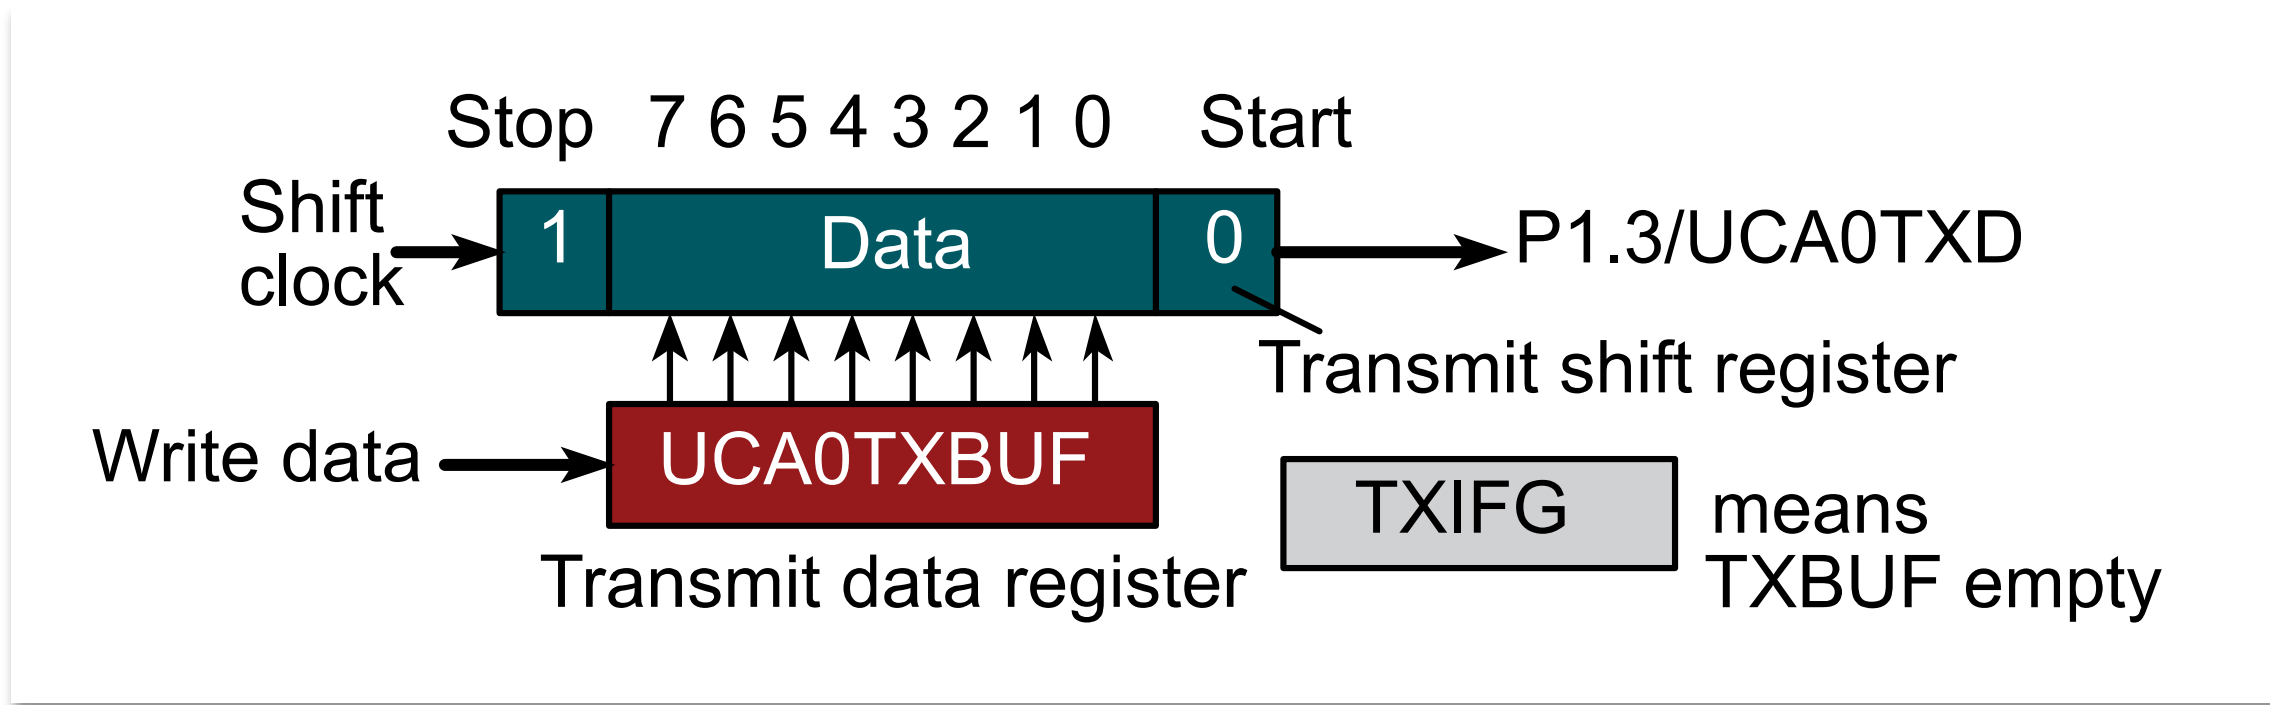 Stop 7 6 5 4 3 2 1 0 Start
Shift
clock
1 Data 0
P1.3/UCA0TXD
Transmit shift register
Write data
UCA0TXBUF
TXIFG
means
TXBUF empty
Transmit data register